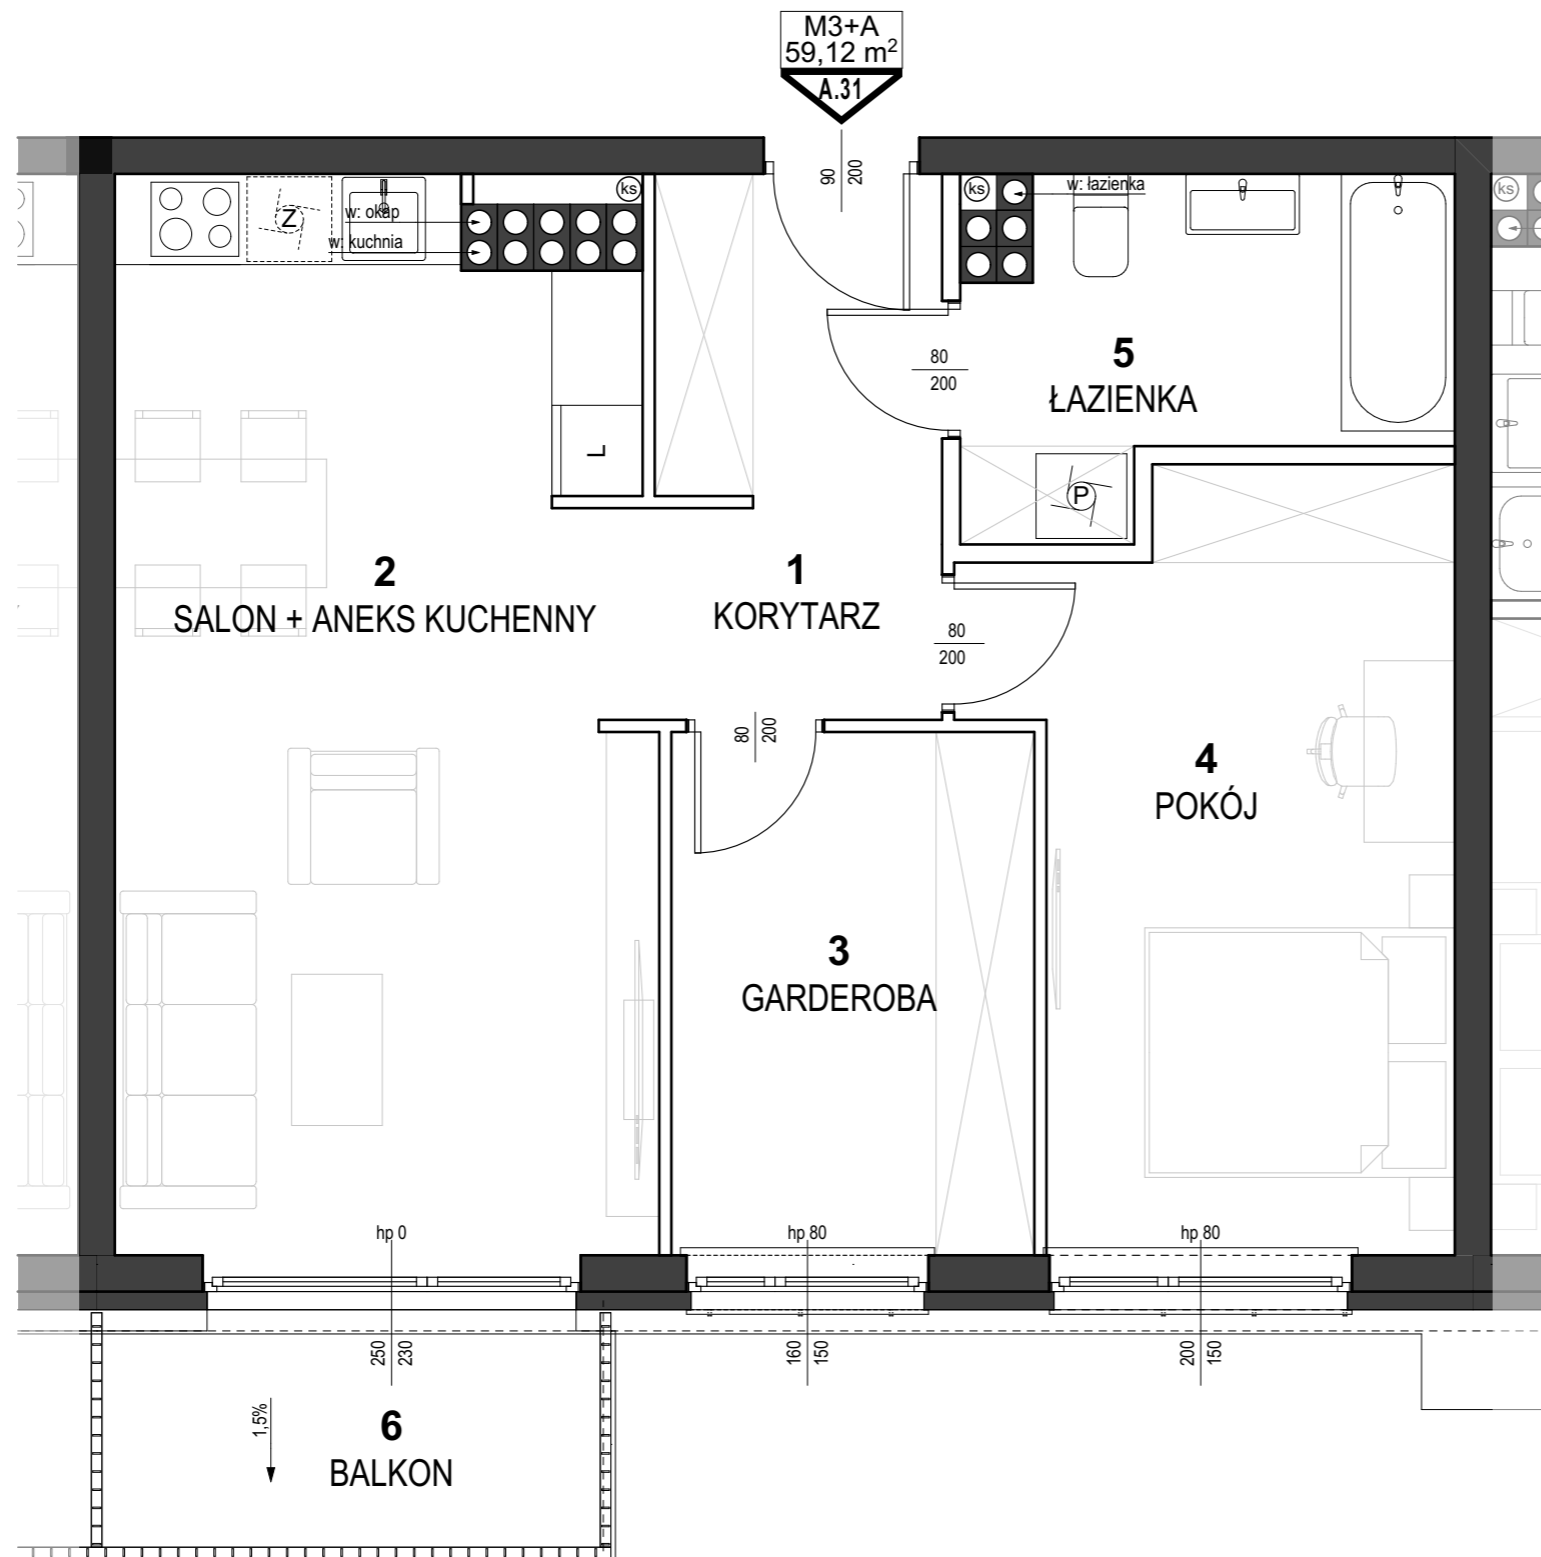 M3+A
59,12 m²
A.31
90
200
ks
ks
ks
w: łazienka
Z
w: okap
w: kuchnia
80
200
5
ŁAZIENKA
L
P
2
SALON + ANEKS KUCHENNY
1
KORYTARZ
80
200
80
200
4
POKÓJ
3
GARDEROBA
hp 0
hp 80
hp 80
250
230
160
150
200
150
1,5%
6
BALKON